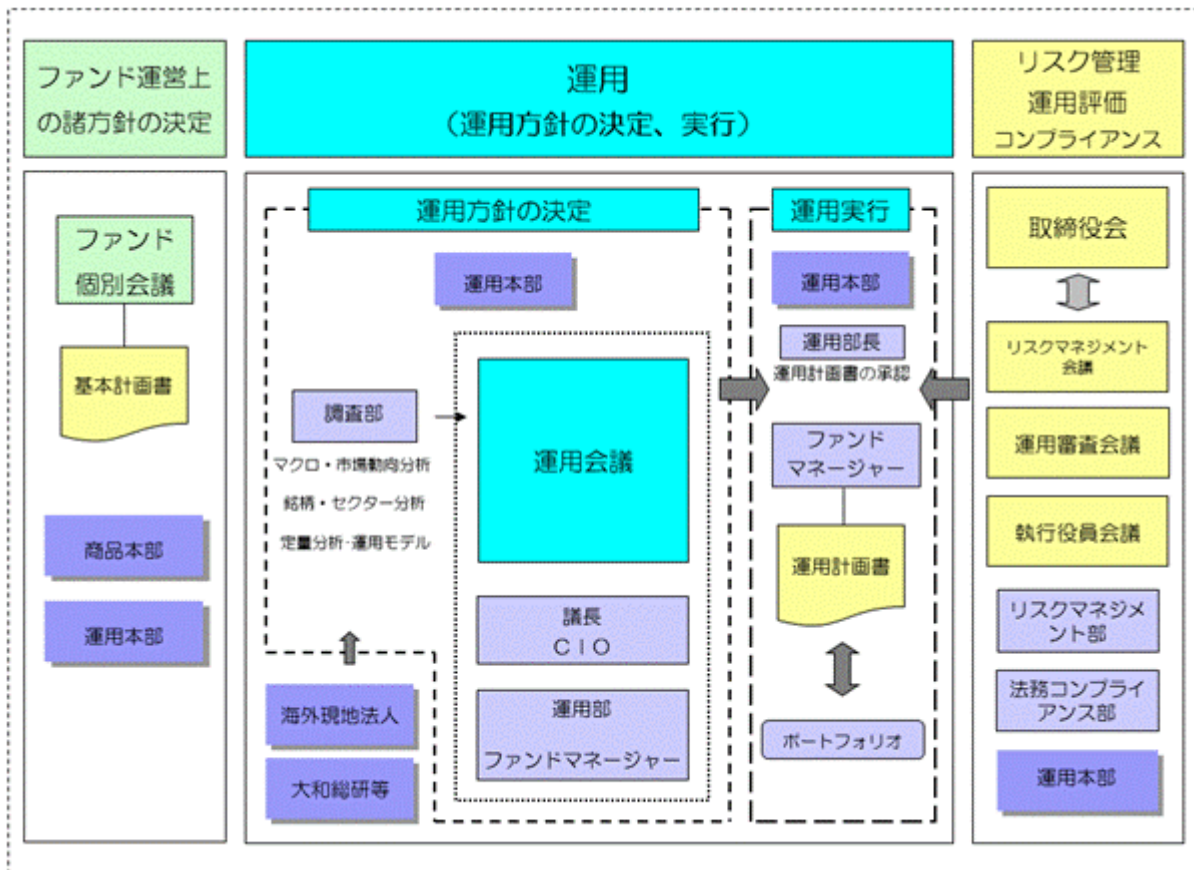 ファンド運営上
の諸方針の決定
運用
（運用方針の決定、実行）
リスク管理
運用評価
コンプライアンス
ファンド
個別会議
基本計画書
商品本部
運用本部
運用方針の決定
運用本部
調査部
マクロ・市場動向分析
銘柄・セクター分析
定量分析・運用モデル
運用会議
議長
ＣＩＯ
運用部
ファンドマネージャー
海外現地法人
大和総研等
運用実行
運用本部
運用部長
運用計画書の承認
ファンド
マネージャー
運用計画書
ポートフォリオ
取締役会
リスクマネジメント
会議
運用審査会議
執行役員会議
リスクマネジメ
ント部
法務コンプライ
アンス部
運用本部